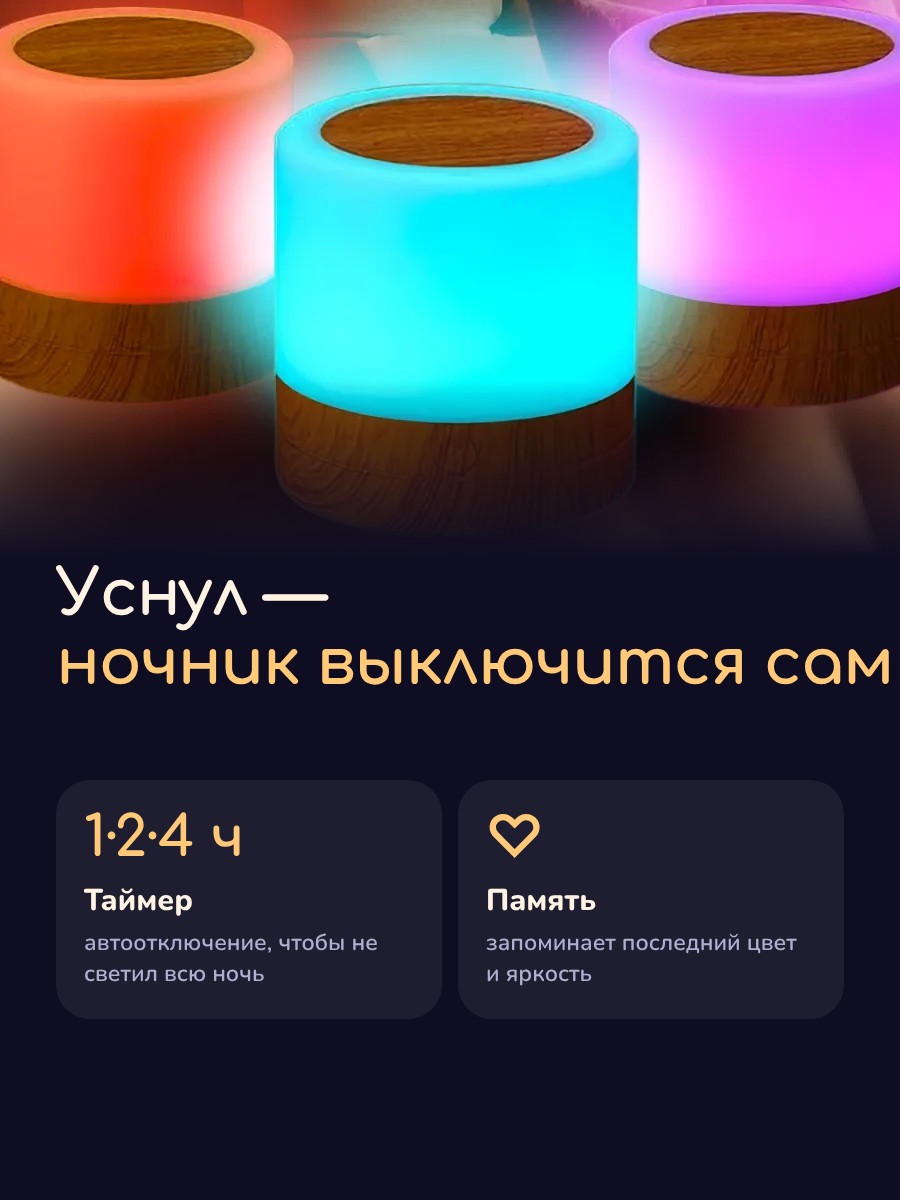 Уснул —
ночник выключится сам
1·2·4 ч
Таймер
автоотключение, чтобы не
светил всю ночь
Память
запоминает последний цвет
и яркость